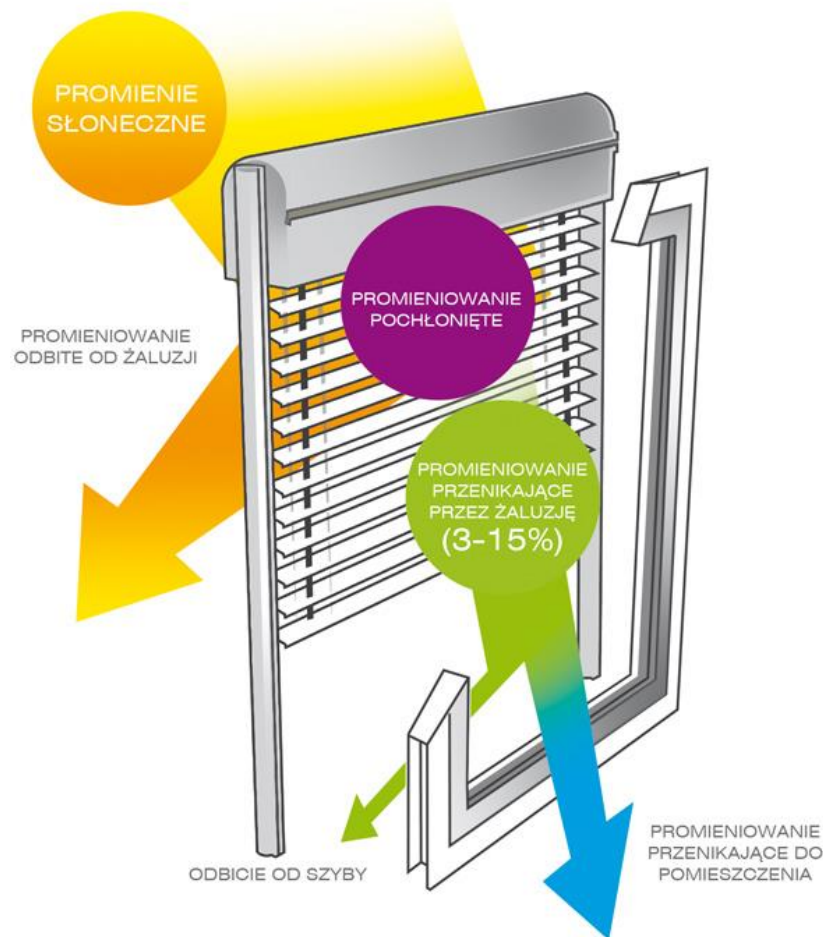 PROMIENIE
SŁONECZNE
PROMIENIOWANIE
POCHŁONIĘTE
PROMIENIOWANIE
ODBITE OD ŻALUZJI
PROMIENIOWANIE
PRZENIKAJĄCE
PRZEZ ŻALUZJĘ
(3-15%)
ODBICIE OD SZYBY
PROMIENIOWANIE
PRZENIKAJĄCE DO
POMIESZCZENIA